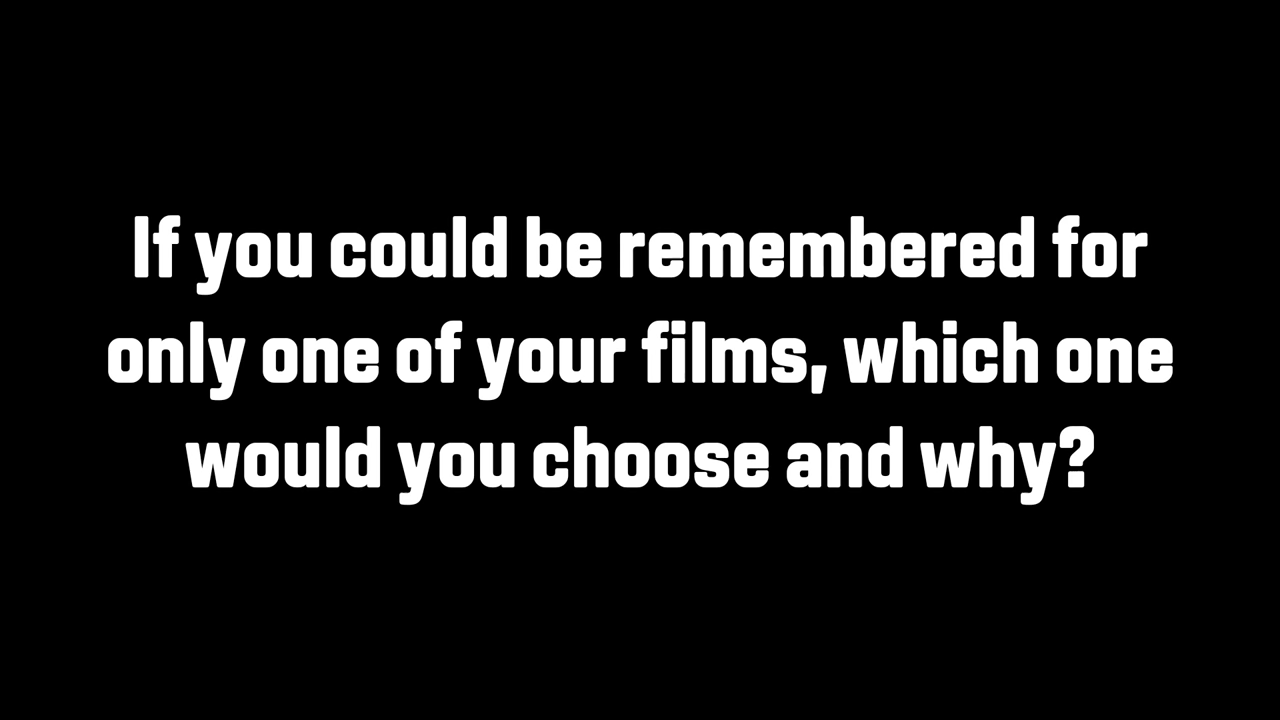 If you could be remembered for
only one of your films, which one
would you choose and why?